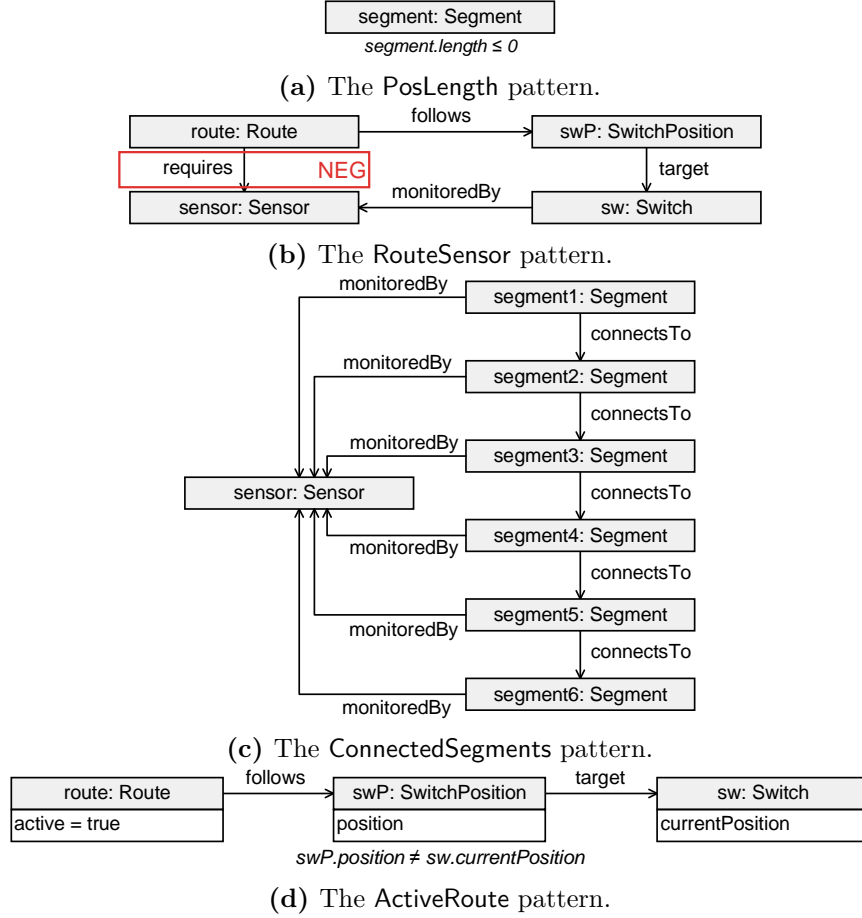 segment: Segment
segment.length ≤ 0
(a) The PosLength pattern.
route: Route
follows
swP: SwitchPosition
requires
NEG
target
monitoredBy
sensor: Sensor
sw: Switch
(b) The RouteSensor pattern.
monitoredBy
segment1: Segment
connectsTo
monitoredBy
segment2: Segment
connectsTo
monitoredBy
segment3: Segment
sensor: Sensor
connectsTo
segment4: Segment
monitoredBy
connectsTo
segment5: Segment
monitoredBy
connectsTo
segment6: Segment
monitoredBy
(c) The ConnectedSegments pattern.
route: Route
follows
swP: SwitchPosition
target
sw: Switch
active = true
position
currentPosition
swP.position ≠ sw.currentPosition
(d) The ActiveRoute pattern.